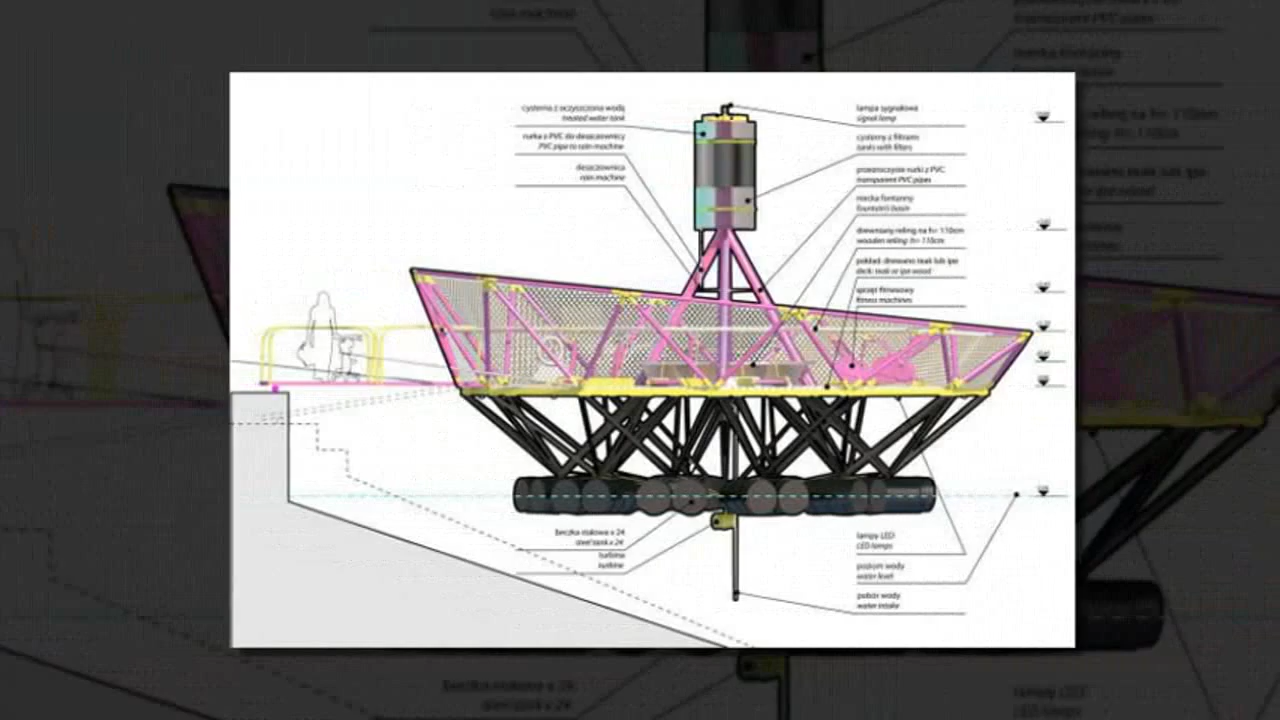 cysterna z oczyszczoną wodą
treated water tank
rurka z PVC do deszczownicy
PVC pipe to rain machine
deszczownica
rain machine
lampa sygnałowa
signal lamp
cysterny z filtrami
tanks with filters
przezroczyste rurki z PVC
transparent PVC pipes
niecka fontanny
fountain's basin
drewniany reling na h= 110cm
wooden reling: h= 110cm
pokład: drewno teak lub ipe
deck: teak or ipe wood
sprzęt fitnesowy
fitness machines
beczka stalowa x 24
steel tank x 24
turbina
turbine
lampy LED
LED lamps
poziom wody
water level
pobór wody
water intake